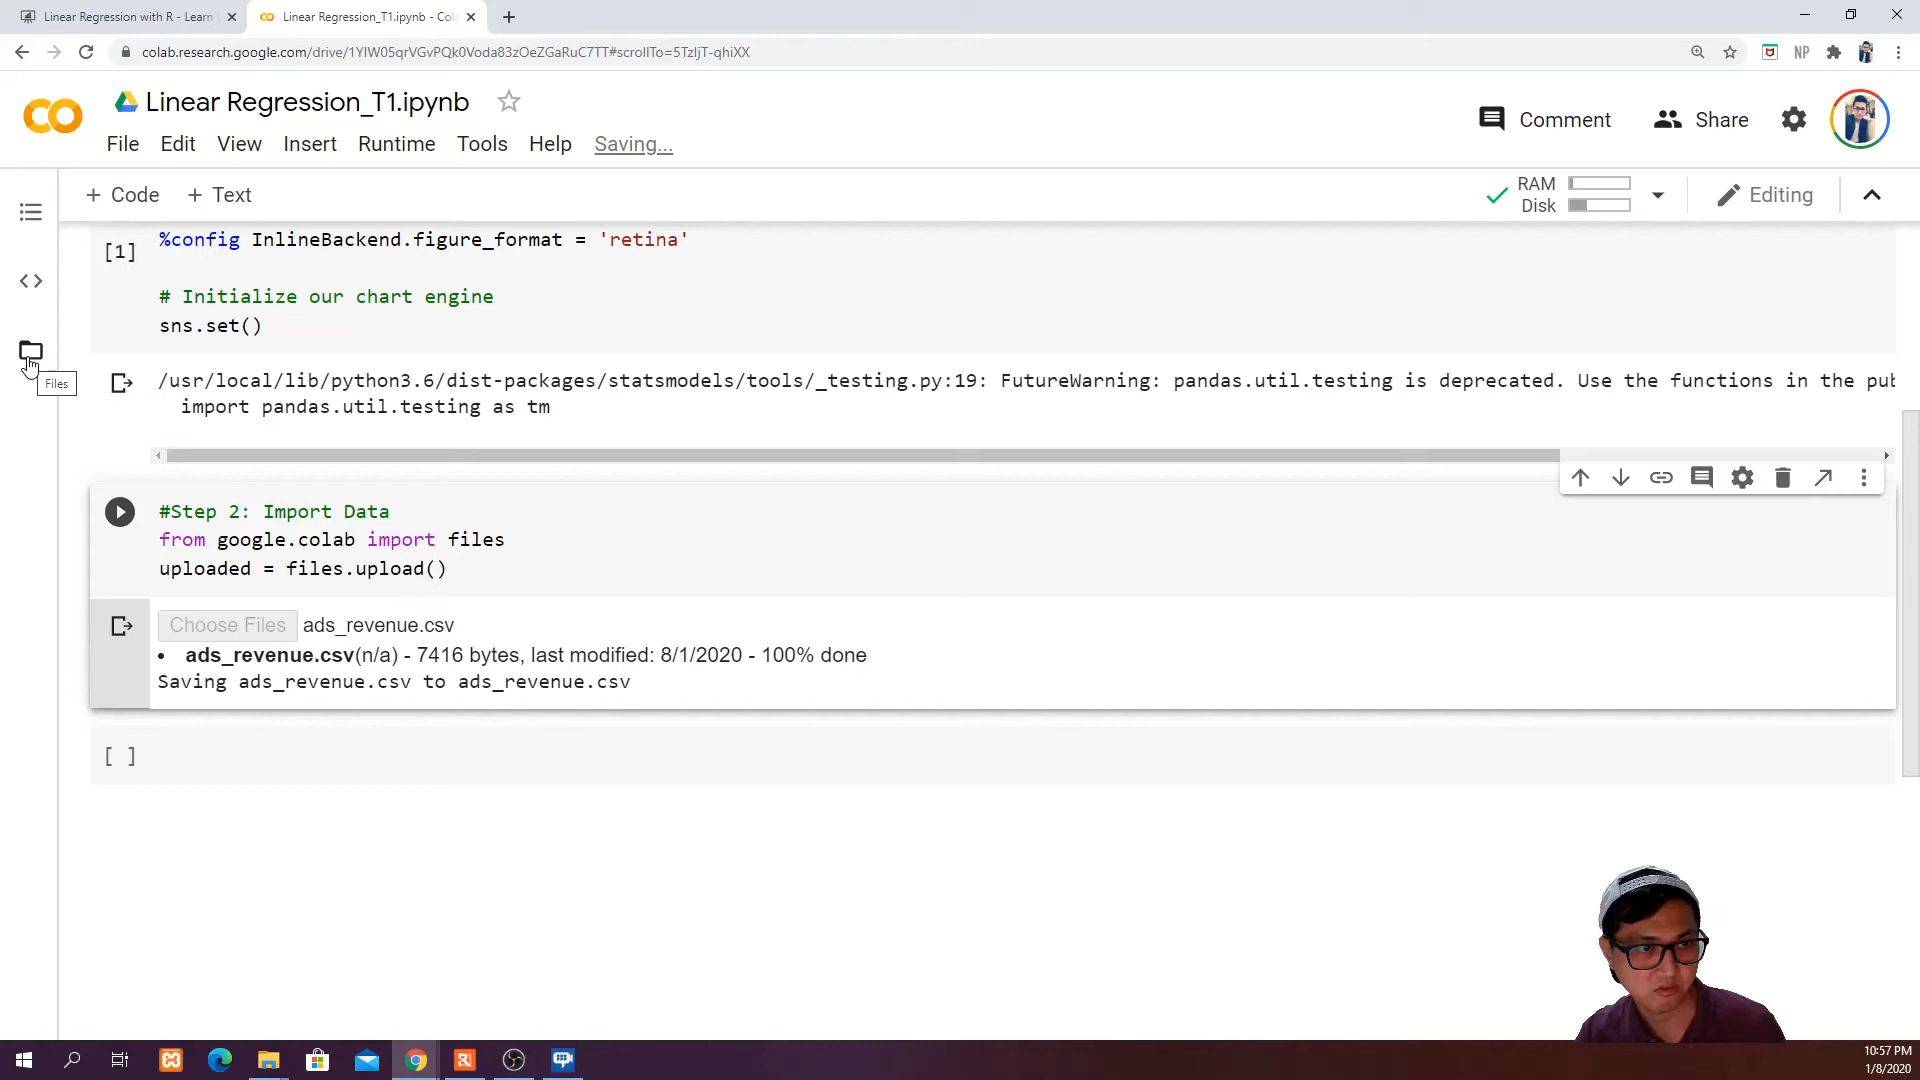 Linear Regression with R - Learn
Linear Regression_T1.ipynb - Cola
colab.research.google.com/drive/1YIW05qrVGvPQk0Voda83zOeZGaRuC7TT#scrollTo=5TzIjT-qhiXX
NP
CO
Linear Regression_T1.ipynb
Comment
Share
File Edit View Insert Runtime Tools Help Saving...
+ Code + Text
RAM
Disk
Editing
[1]
%config InlineBackend.figure_format = 'retina'
# Initialize our chart engine
sns.set()
Files
/usr/local/lib/python3.6/dist-packages/statsmodels/tools/_testing.py:19: FutureWarning: pandas.util.testing is deprecated. Use the functions in the pub
import pandas.util.testing as tm
#Step 2: Import Data
from google.colab import files
uploaded = files.upload()
Choose Files ads_revenue.csv
• ads_revenue.csv(n/a) - 7416 bytes, last modified: 8/1/2020 - 100% done
Saving ads_revenue.csv to ads_revenue.csv
[ ]
10:57 PM
1/8/2020